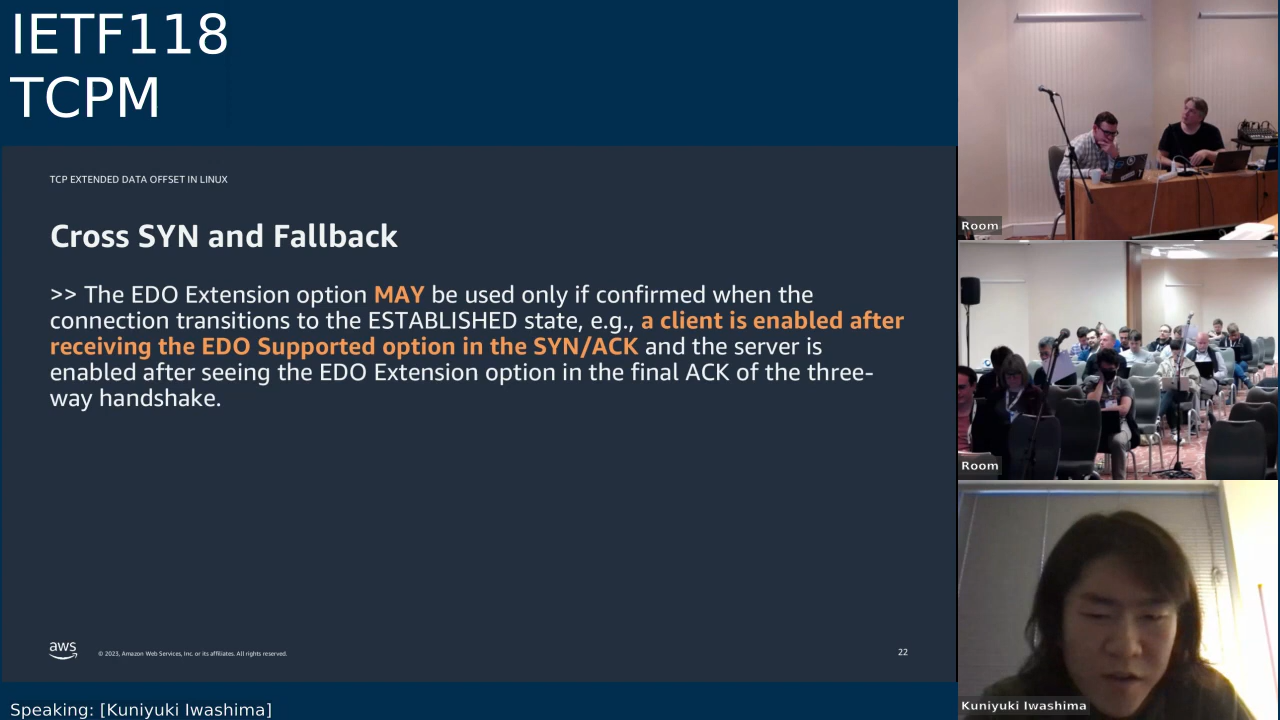 IETF118
TCPM
TCP EXTENDED DATA OFFSET IN LINUX
Cross SYN and Fallback
>> The EDO Extension option MAY be used only if confirmed when the
connection transitions to the ESTABLISHED state, e.g., a client is enabled after
receiving the EDO Supported option in the SYN/ACK and the server is
enabled after seeing the EDO Extension option in the final ACK of the three-
way handshake.
aws
© 2023, Amazon Web Services, Inc. or its affiliates. All rights reserved.
22
Speaking: [Kuniyuki Iwashima]
Room
Room
Kuniyuki Iwashima